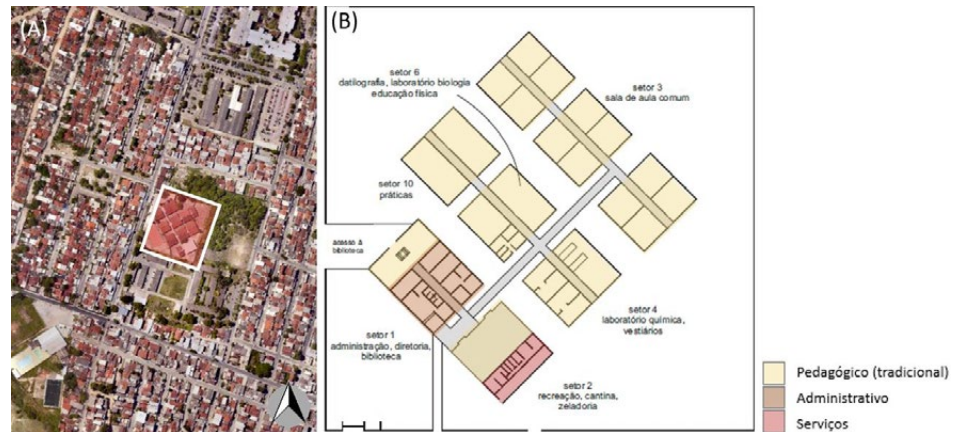 (A)
(B)
setor 6
datilografia, laboratório biologia
educação física
setor 3
sala de aula comum
setor 10
práticas
acesso à
biblioteca
setor 1
administração, diretoria,
biblioteca
setor 4
laboratório química,
vestiários
setor 2
recreação, cantina,
zeladoria
Pedagógico (tradicional)
Administrativo
Serviços